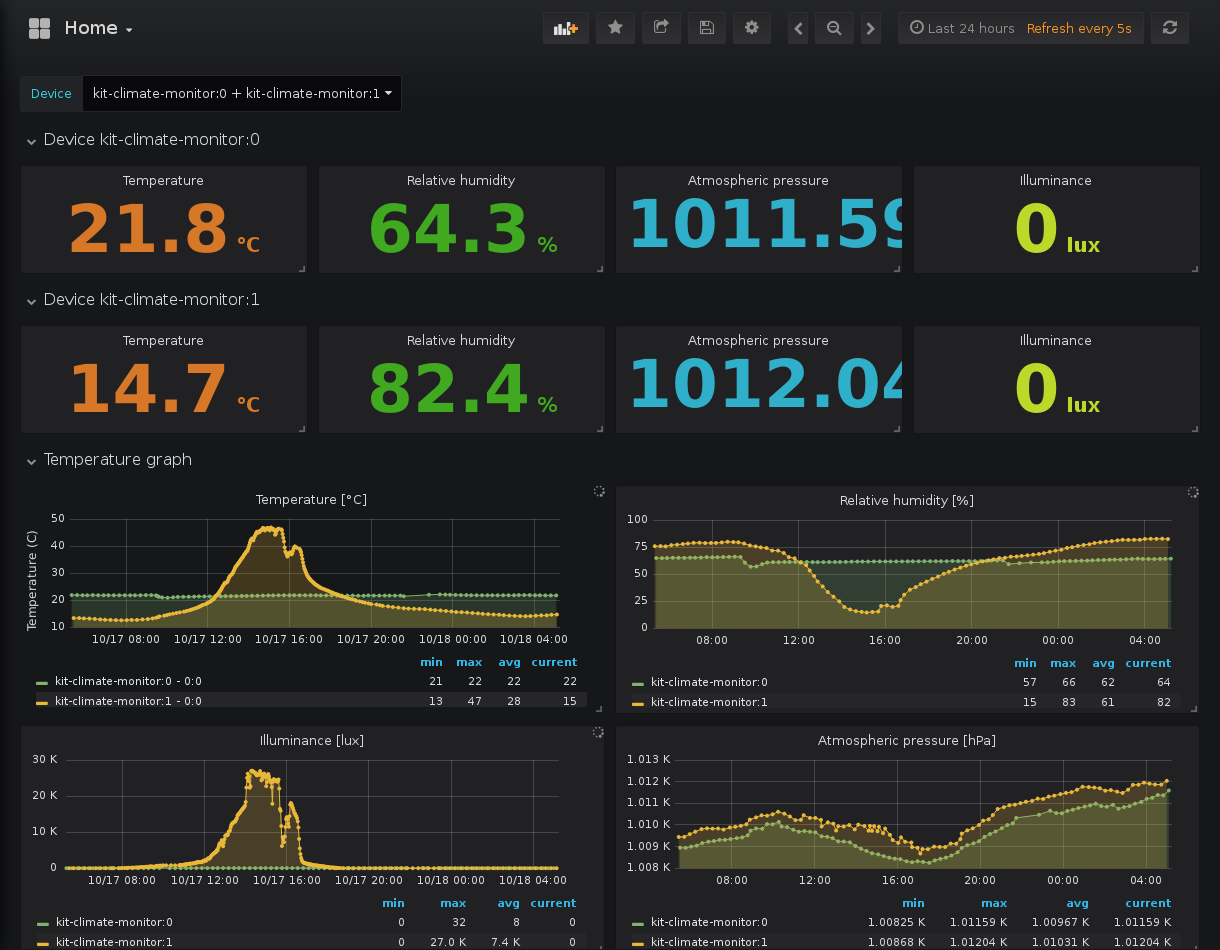 Home
Last 24 hours Refresh every 5s
Device kit-climate-monitor:0 + kit-climate-monitor:1
Device kit-climate-monitor:0
Temperature Relative humidity Atmospheric pressure Illuminance
21.8 °C 64.3 % 1011.59 0 lux
Device kit-climate-monitor:1
Temperature Relative humidity Atmospheric pressure Illuminance
14.7 °C 82.4 % 1012.04 0 lux
Temperature graph
Temperature [°C]
Temperature (C)
50
40
30
20
10
10/17 08:00 10/17 12:00 10/17 16:00 10/17 20:00 10/18 00:00 10/18 04:00
min max avg current
kit-climate-monitor:0 - 0:0 21 22 22 22
kit-climate-monitor:1 - 0:0 13 47 28 15
Relative humidity [%]
100
75
50
25
0
08:00 12:00 16:00 20:00 00:00 04:00
min max avg current
kit-climate-monitor:0 57 66 62 64
kit-climate-monitor:1 15 83 61 82
Illuminance [lux]
30 K
20 K
10 K
0
10/17 08:00 10/17 12:00 10/17 16:00 10/17 20:00 10/18 00:00 10/18 04:00
min max avg current
kit-climate-monitor:0 0 32 8 0
kit-climate-monitor:1 0 27.0 K 7.4 K 0
Atmospheric pressure [hPa]
1.013 K
1.012 K
1.011 K
1.010 K
1.009 K
1.008 K
08:00 12:00 16:00 20:00 00:00 04:00
min max avg current
kit-climate-monitor:0 1.00825 K 1.01159 K 1.00967 K 1.01159 K
kit-climate-monitor:1 1.00868 K 1.01204 K 1.01031 K 1.01204 K